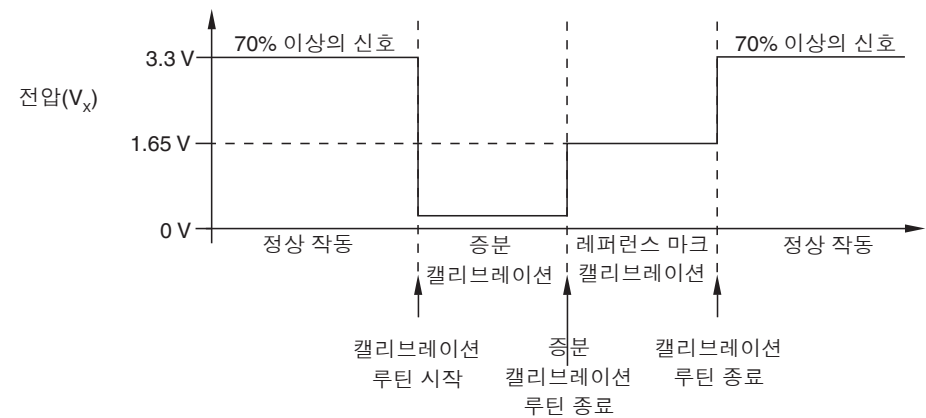 70% 이상의 신호
70% 이상의 신호
3.3 V
전압(Vx)
1.65 V
0 V
정상 작동
증분
캘리브레이션
레퍼런스 마크
캘리브레이션
정상 작동
캘리브레이션
루틴 시작
증분
캘리브레이션
루틴 종료
캘리브레이션
루틴 종료